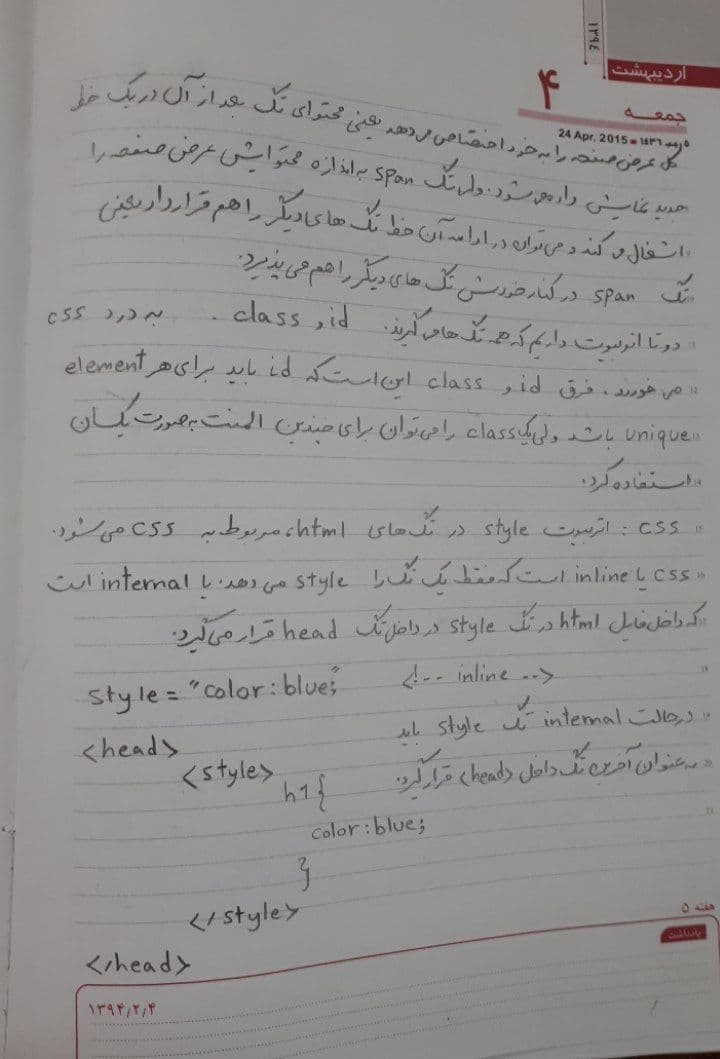 ۱۳۹۴
اردیبهشت
۴
جمعه
24 Apr. 2015 = ۱۴۳۶
کل عرض صفحه را به خود اختصاص می‌دهد یعنی محتوای تگ بعد از آن در یک خط
جدید نمایش داده می‌شود. ولی تگ span به اندازه محتوایش عرض صفحه را
اشغال می‌کند و می‌توان در ادامه آن خط تگ های دیگر را هم قرار داد یعنی
تگ span در کنار خودش تگ های دیگر را هم می‌پذیرد.
دو تا اتریبیوت داریم که همه تگ ها می‌گیرند. id و class . به درد css
می خورند. فرق id و class این است که id باید برای هر element
unique باشد ولی یک class را می‌توان برای چندین المنت به صورت یکسان
استفاده کرد.
css : اتریبیوت style در تگ‌های html، مربوط به css می‌شود.
css یا inline است که فقط یک تگ را style می دهد. یا internal است
که داخل فایل html در تگ style در داخل تگ head قرار می‌گیرد.
style = "color:blue;" <!-- inline -->
در حالت internal تگ style باید
<head>
به عنوان آخرین تگ داخل <head> قرار گیرد.
<style>
h1{
color:blue;
}
</style>
</head>
هفته ۵
یادداشت
۱۳۹۴/۲/۴